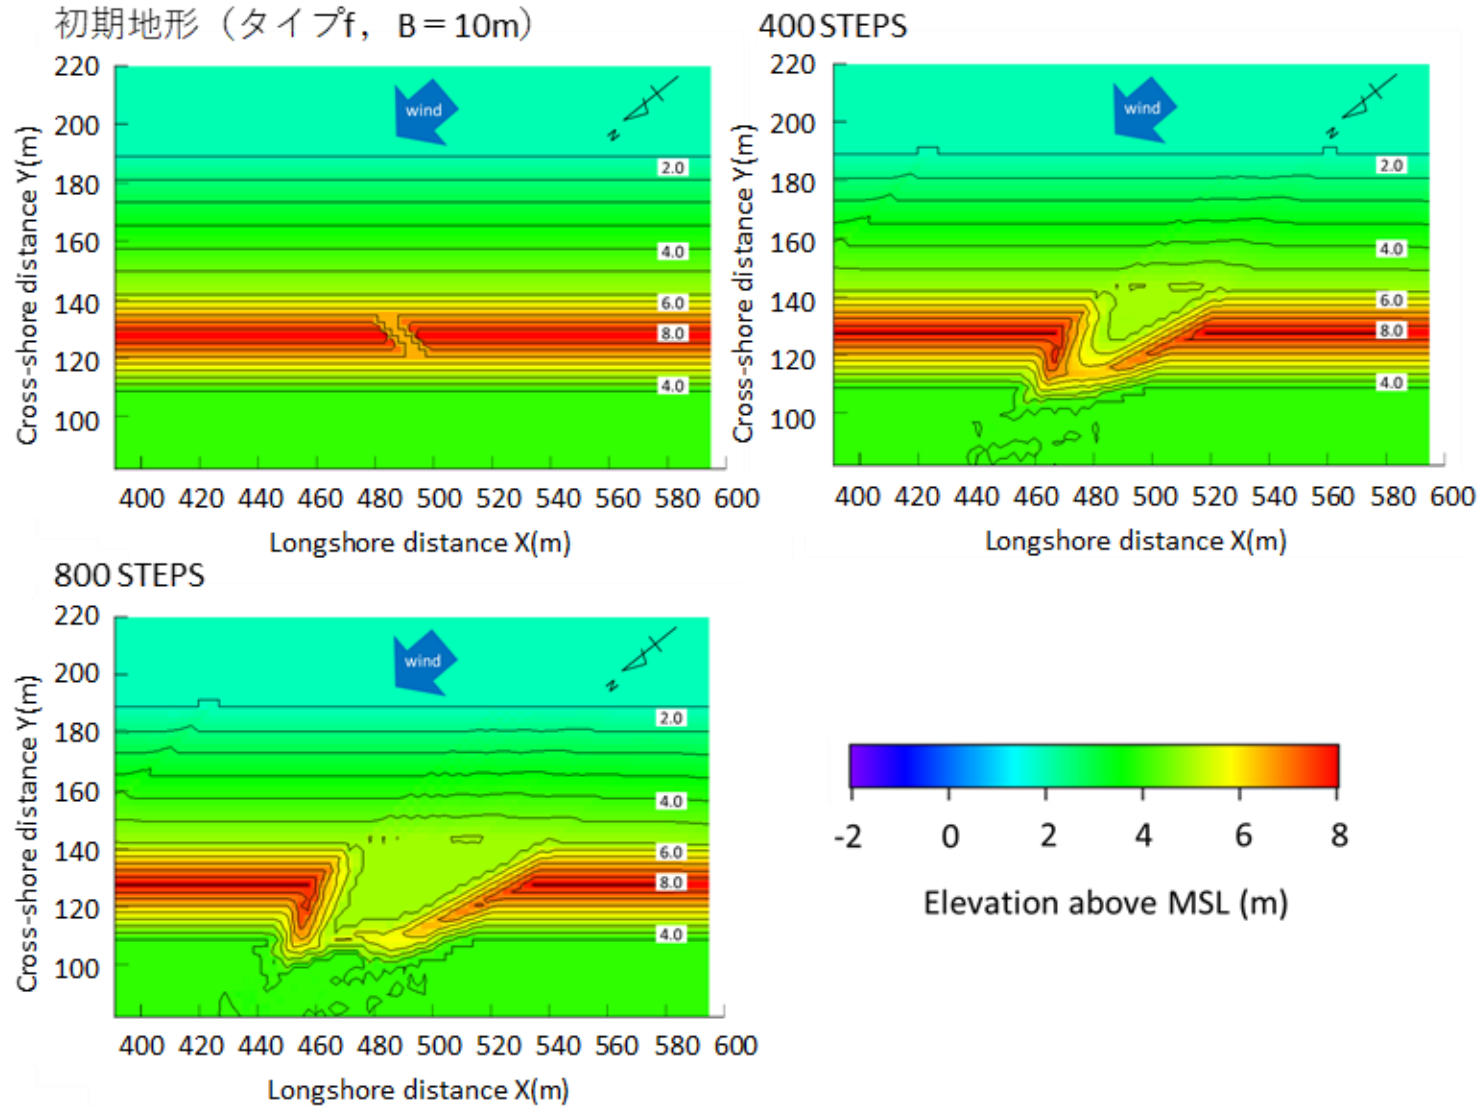 初期地形（タイプf，B＝10m）
220
200
180
160
140
120
100
Cross-shore distance Y(m)
wind
N
2.0
4.0
6.0
8.0
4.0
400 420 440 460 480 500 520 540 560 580 600
Longshore distance X(m)
400 STEPS
220
200
180
160
140
120
100
Cross-shore distance Y(m)
wind
N
2.0
4.0
6.0
8.0
4.0
400 420 440 460 480 500 520 540 560 580 600
Longshore distance X(m)
800 STEPS
220
200
180
160
140
120
100
Cross-shore distance Y(m)
wind
N
2.0
4.0
6.0
8.0
4.0
400 420 440 460 480 500 520 540 560 580 600
Longshore distance X(m)
-2 0 2 4 6 8
Elevation above MSL (m)